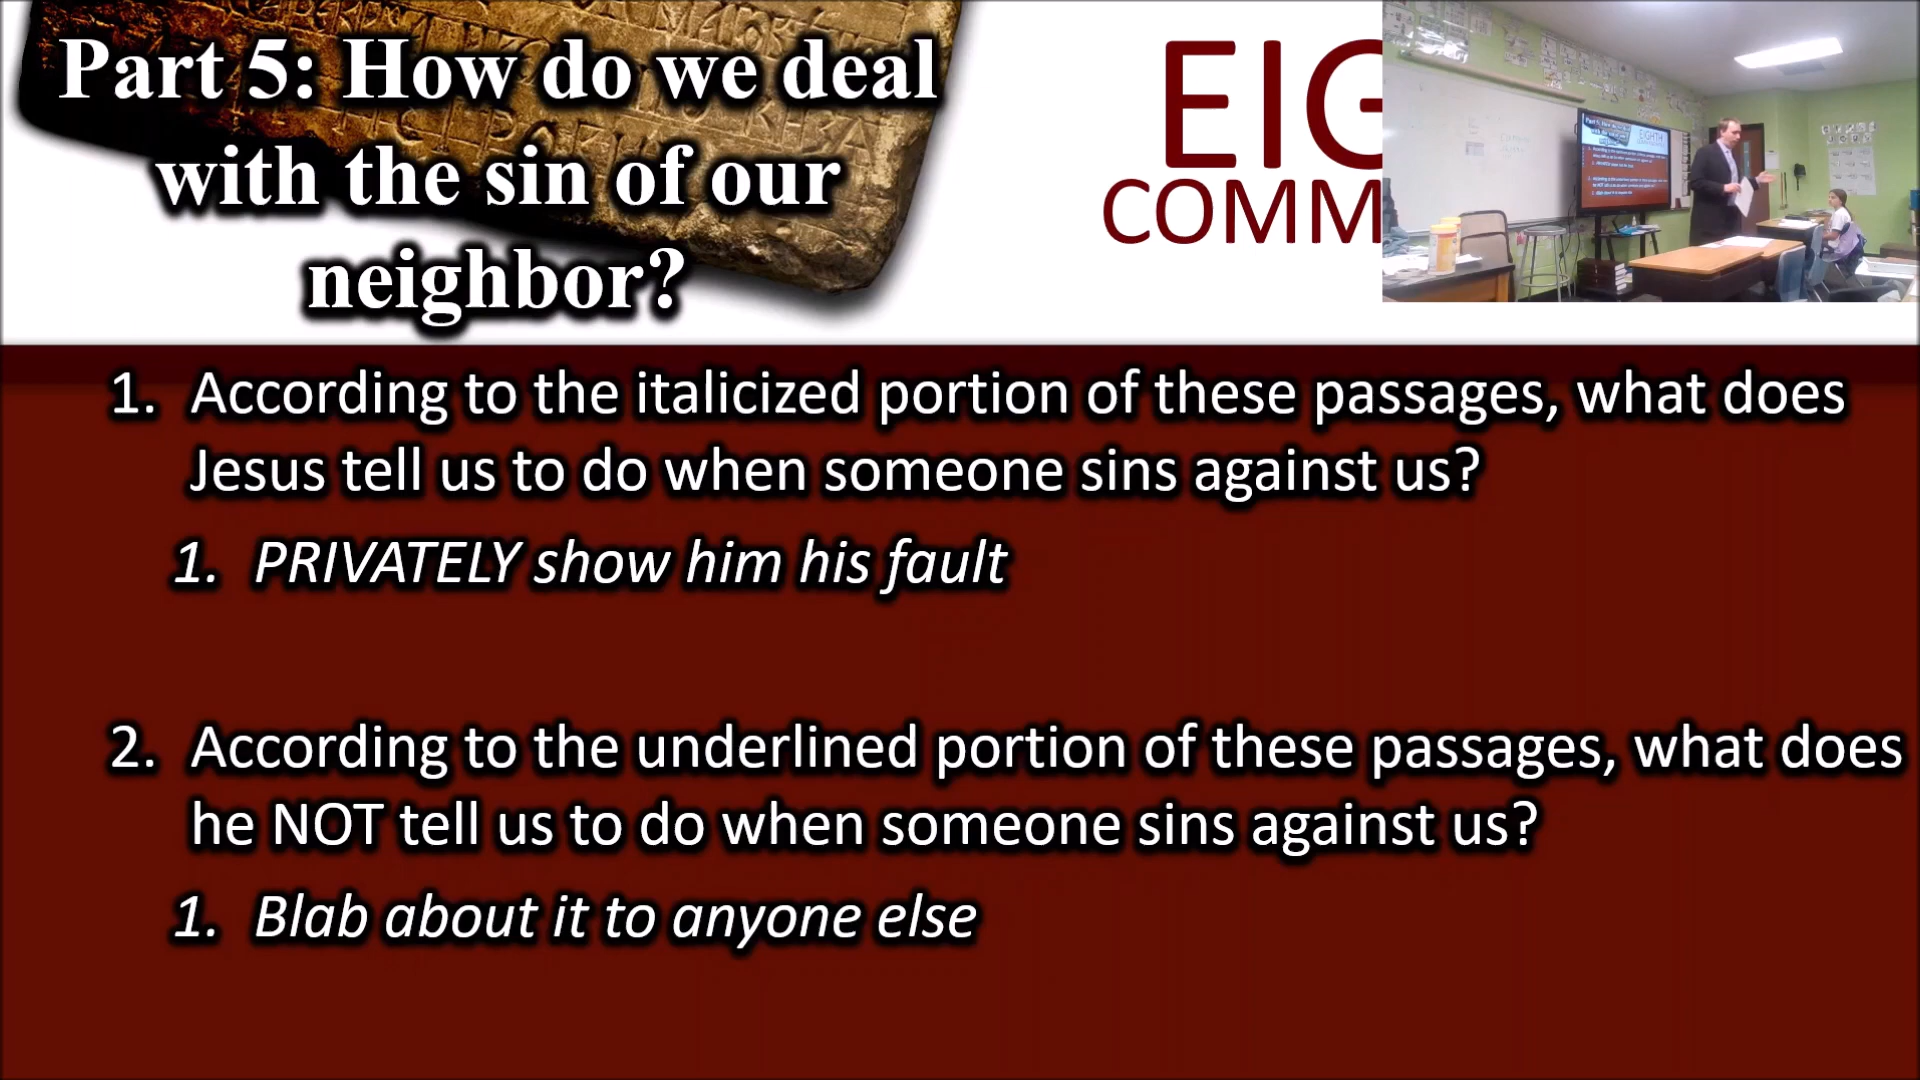 Part 5: How do we deal
with the sin of our
neighbor?
EIG
COMM
1. According to the italicized portion of these passages, what does
Jesus tell us to do when someone sins against us?
1. PRIVATELY show him his fault
2. According to the underlined portion of these passages, what does
he NOT tell us to do when someone sins against us?
1. Blab about it to anyone else